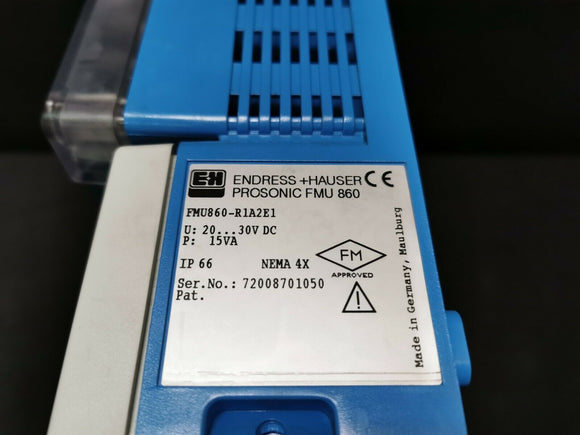 E+H ENDRESS +HAUSER CE
PROSONIC FMU 860
FMU860-R1A2E1
U: 20...30V DC
P: 15VA
IP 66 NEMA 4X
FM
APPROVED
Ser.No.: 72008701050
Pat.
Made in Germany, Maulburg